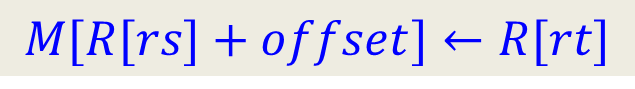 M[R[rs] + offset] ← R[rt]